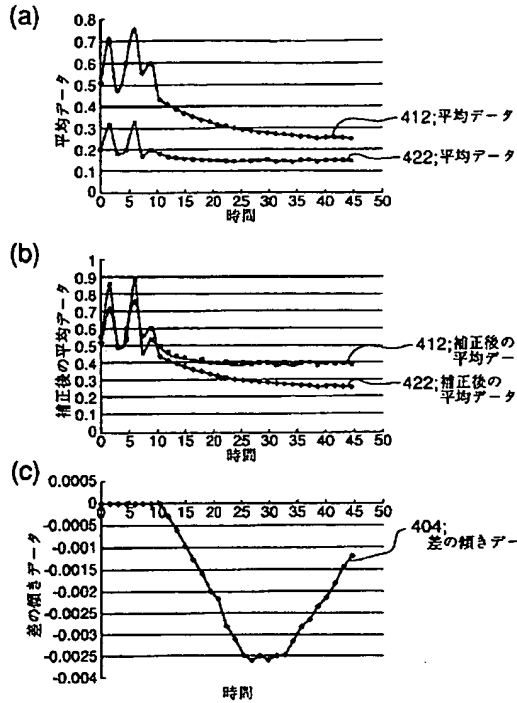 (a)
0.8
0.7
0.6
0.5
0.4
0.3
0.2
0.1
0
平均データ
0 5 10 15 20 25 30 35 40 45 50
時間
412;平均データ
422;平均データ
(b)
1
0.9
0.8
0.7
0.6
0.5
0.4
0.3
0.2
0.1
0
補正後の平均データ
0 5 10 15 20 25 30 35 40 45 50
時間
412;補正後の
平均デー
422;補正後の
平均データ
(c)
0.0005
0
-0.0005
-0.001
-0.0015
-0.002
-0.0025
-0.003
-0.0025
-0.004
差の傾きデータ
0 5 10 15 20 25 30 35 40 45 50
時間
404;
差の傾きデー